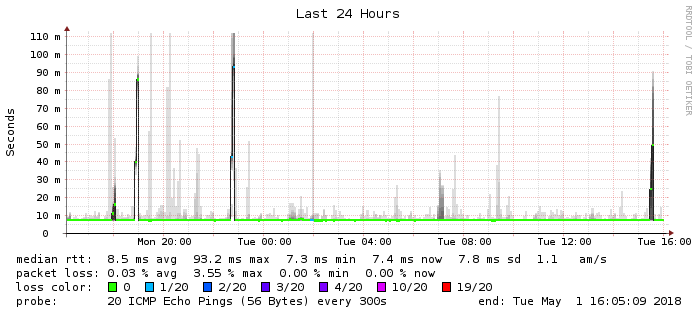 Last 24 Hours
RRDTOOL / TOBI OETIKER
Seconds
110 m
100 m
90 m
80 m
70 m
60 m
50 m
40 m
30 m
20 m
10 m
0
Mon 20:00 Tue 00:00 Tue 04:00 Tue 08:00 Tue 12:00 Tue 16:00
median rtt: 8.5 ms avg 93.2 ms max 7.3 ms min 7.4 ms now 7.8 ms sd 1.1 am/s
packet loss: 0.03 % avg 3.55 % max 0.00 % min 0.00 % now
loss color: 0 1/20 2/20 3/20 4/20 10/20 19/20
probe: 20 ICMP Echo Pings (56 Bytes) every 300s end: Tue May 1 16:05:09 2018